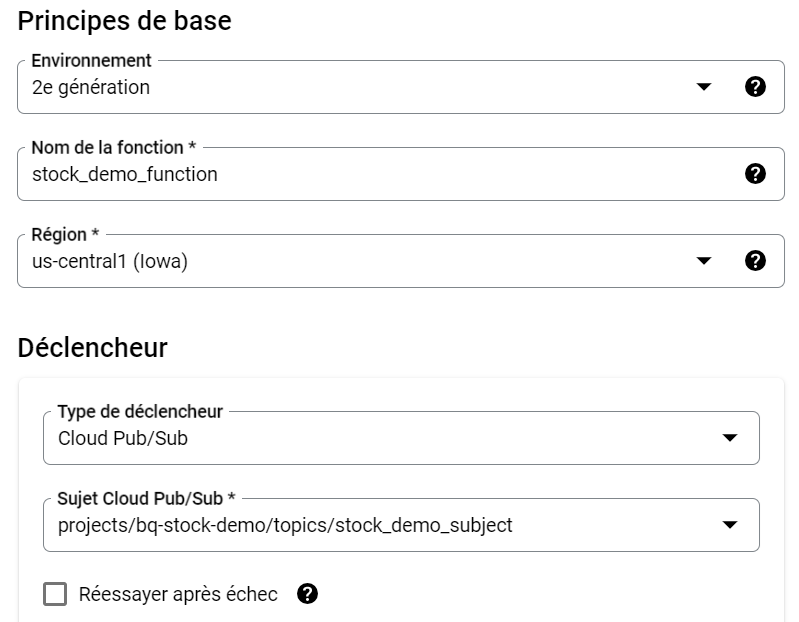 Principes de base
Environnement
2e génération
Nom de la fonction *
stock_demo_function
Région *
us-central1 (Iowa)
Déclencheur
Type de déclencheur
Cloud Pub/Sub
Sujet Cloud Pub/Sub *
projects/bq-stock-demo/topics/stock_demo_subject
Réessayer après échec